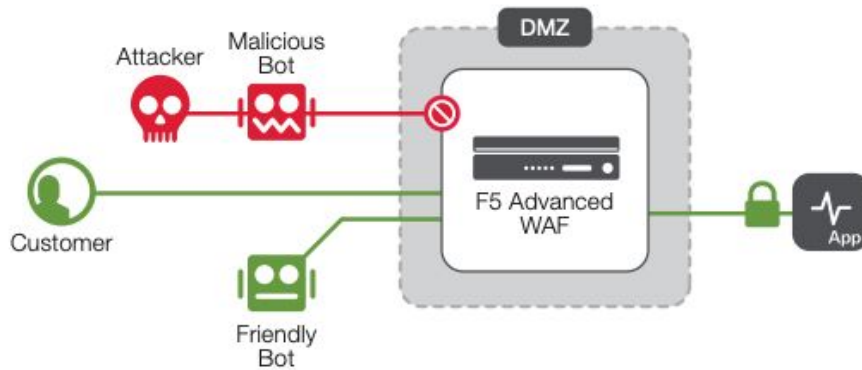 DMZ
Malicious
Bot
Attacker
F5 Advanced
WAF
Customer
App
Friendly
Bot